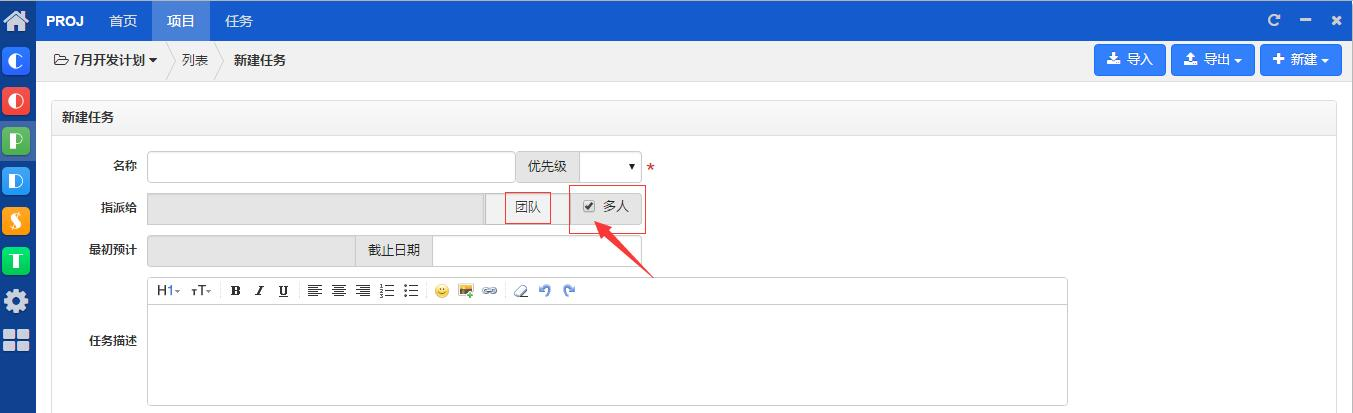 PROJ 首页 项目 任务
7月开发计划 列表 新建任务 导入 导出 新建
新建任务
名称 优先级 *
指派给 团队 多人
最初预计 截止日期
H1 TT B I U
任务描述